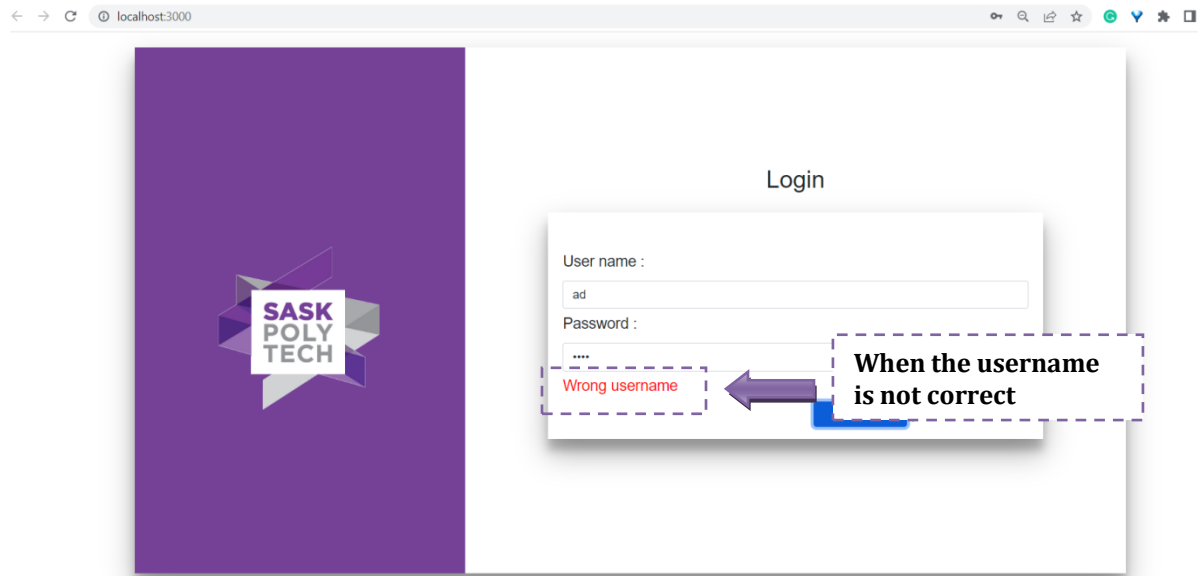 localhost:3000
Login
User name :
ad
Password :
••••
Wrong username
When the username
is not correct
SASK
POLY
TECH